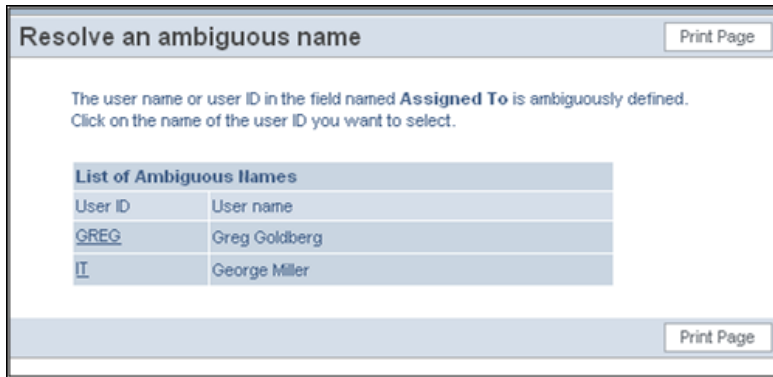 Resolve an ambiguous name
Print Page
The user name or user ID in the field named Assigned To is ambiguously defined.
Click on the name of the user ID you want to select.
List of Ambiguous Names
User ID User name
GREG Greg Goldberg
IT George Miller
Print Page